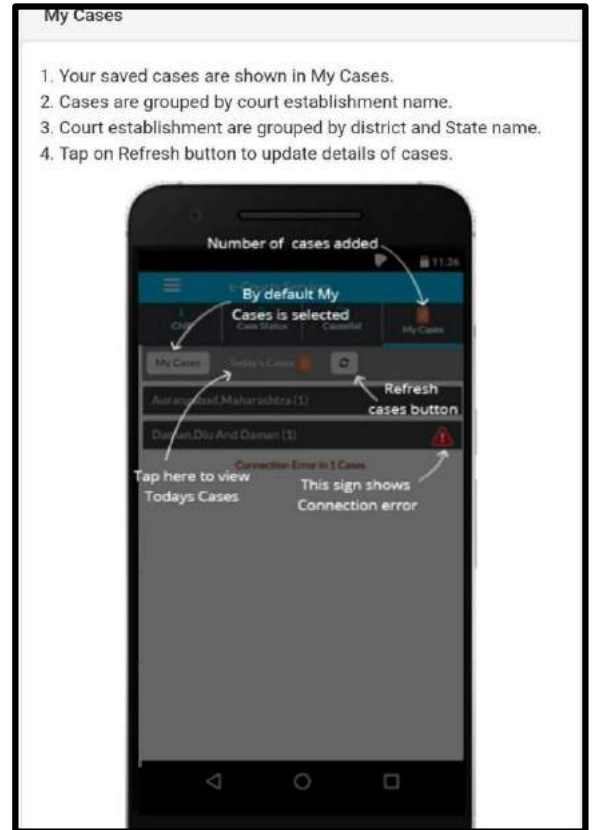 My Cases
1. Your saved cases are shown in My Cases.
2. Cases are grouped by court establishment name.
3. Court establishment are grouped by district and State name.
4. Tap on Refresh button to update details of cases.
Number of cases added
11:36
By default My
Cases is selected
Case Status
Causelist
My Cases
My Cases
Today's Cases
Refresh
cases button
Aurangabad,Maharashtra (1)
Daman,Diu And Daman (1)
Connection Error in 1 Cases
Tap here to view
Todays Cases
This sign shows
Connection error